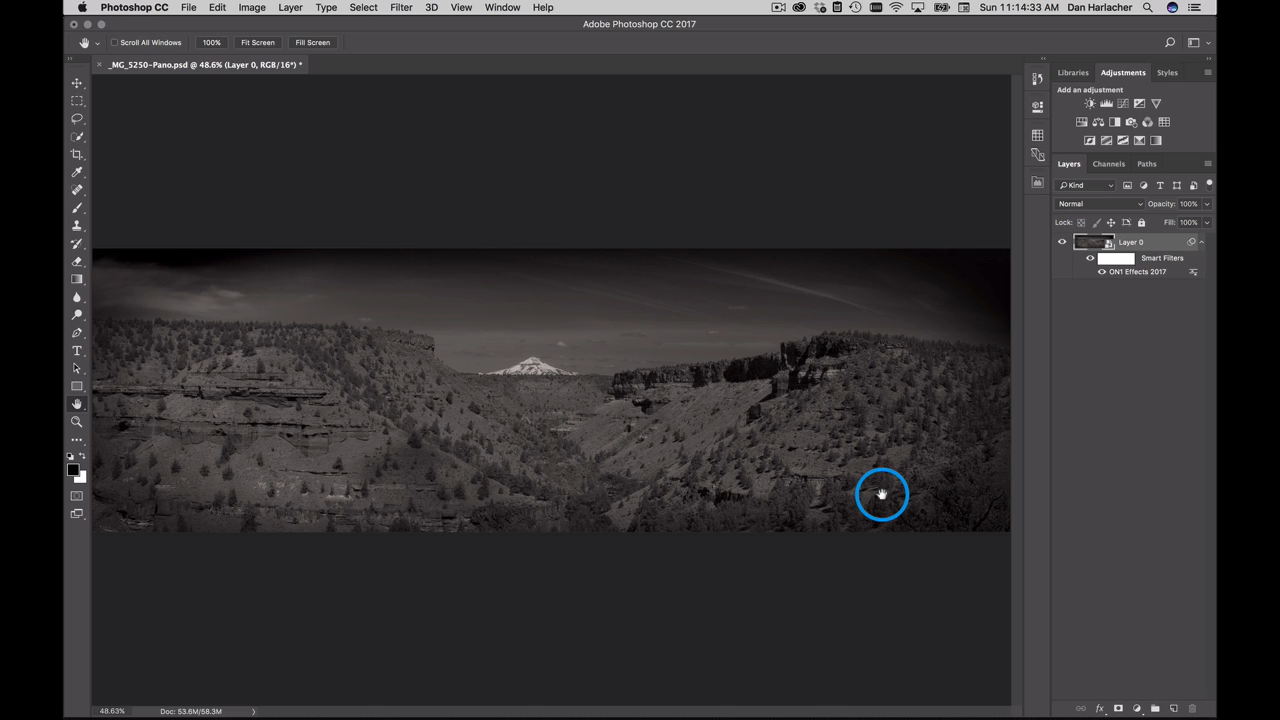 Photoshop CC File Edit Image Layer Type Select Filter 3D View Window Help Sun 11:14:33 AM Dan Harlacher
Adobe Photoshop CC 2017
Scroll All Windows 100% Fit Screen Fill Screen
_MG_5250-Pano.psd @ 48.6% (Layer 0, RGB/16*) *
Libraries Adjustments Styles
Add an adjustment
Layers Channels Paths
Kind
Normal Opacity: 100%
Lock: Fill: 100%
Layer 0
Smart Filters
ON1 Effects 2017
48.63% Doc: 53.6M/58.3M